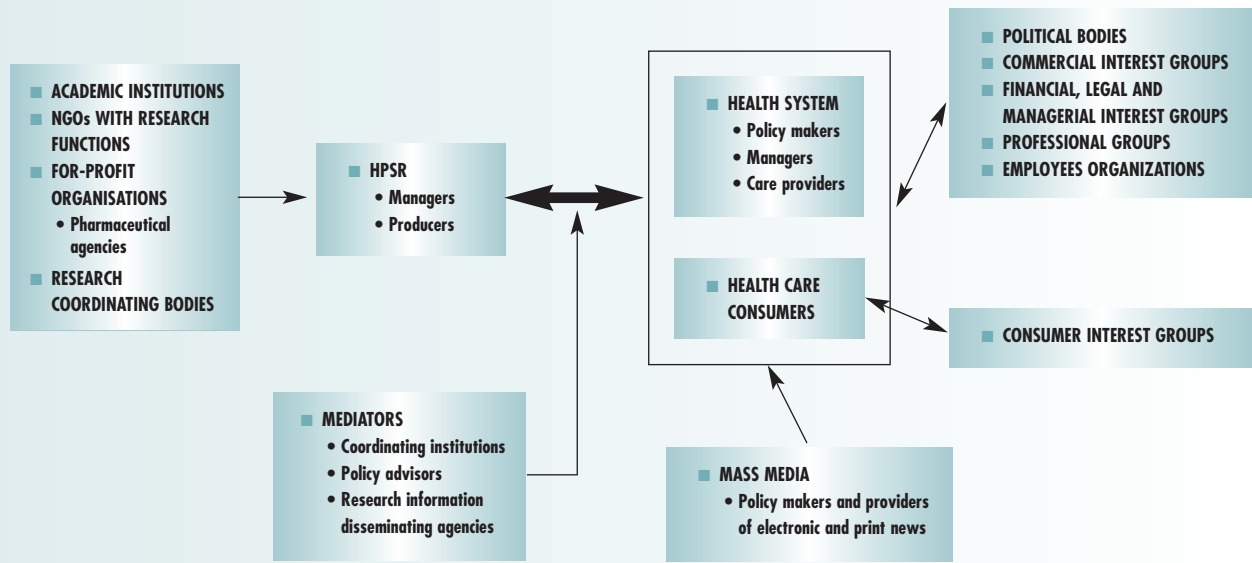 ACADEMIC INSTITUTIONS
NGOs WITH RESEARCH
FUNCTIONS
FOR-PROFIT
ORGANISATIONS
• Pharmaceutical
agencies
RESEARCH
COORDINATING BODIES
HPSR
• Managers
• Producers
MEDIATORS
• Coordinating institutions
• Policy advisors
• Research information
disseminating agencies
HEALTH SYSTEM
• Policy makers
• Managers
• Care providers
HEALTH CARE
CONSUMERS
MASS MEDIA
• Policy makers and providers
of electronic and print news
POLITICAL BODIES
COMMERCIAL INTEREST GROUPS
FINANCIAL, LEGAL AND
MANAGERIAL INTEREST GROUPS
PROFESSIONAL GROUPS
EMPLOYEES ORGANIZATIONS
CONSUMER INTEREST GROUPS